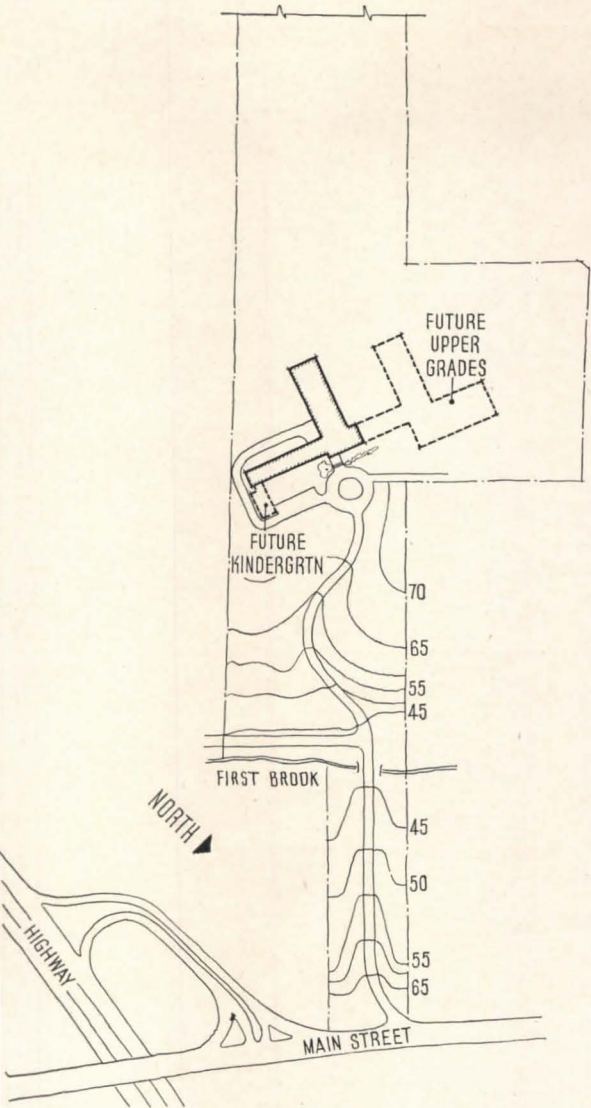 FUTURE
UPPER
GRADES
FUTURE
KINDERGRTN
70
65
55
45
FIRST BROOK
45
NORTH
50
HIGHWAY
55
65
MAIN STREET